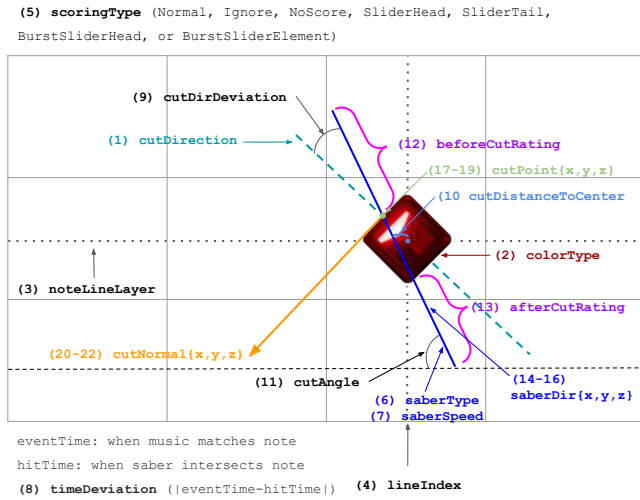 (5) scoringType (Normal, Ignore, NoScore, SliderHead, SliderTail,
BurstSliderHead, or BurstSliderElement)
(9) cutDirDeviation
(1) cutDirection
(12) beforeCutRating
(17-19) cutPoint{x,y,z}
(10 cutDistanceToCenter
(2) colorType
(3) noteLineLayer
(13) afterCutRating
(20-22) cutNormal{x,y,z}
(11) cutAngle
(14-16)
saberDir{x,y,z}
(6) saberType
(7) saberSpeed
eventTime: when music matches note
hitTime: when saber intersects note
(8) timeDeviation (|eventTime-hitTime|)
(4) lineIndex